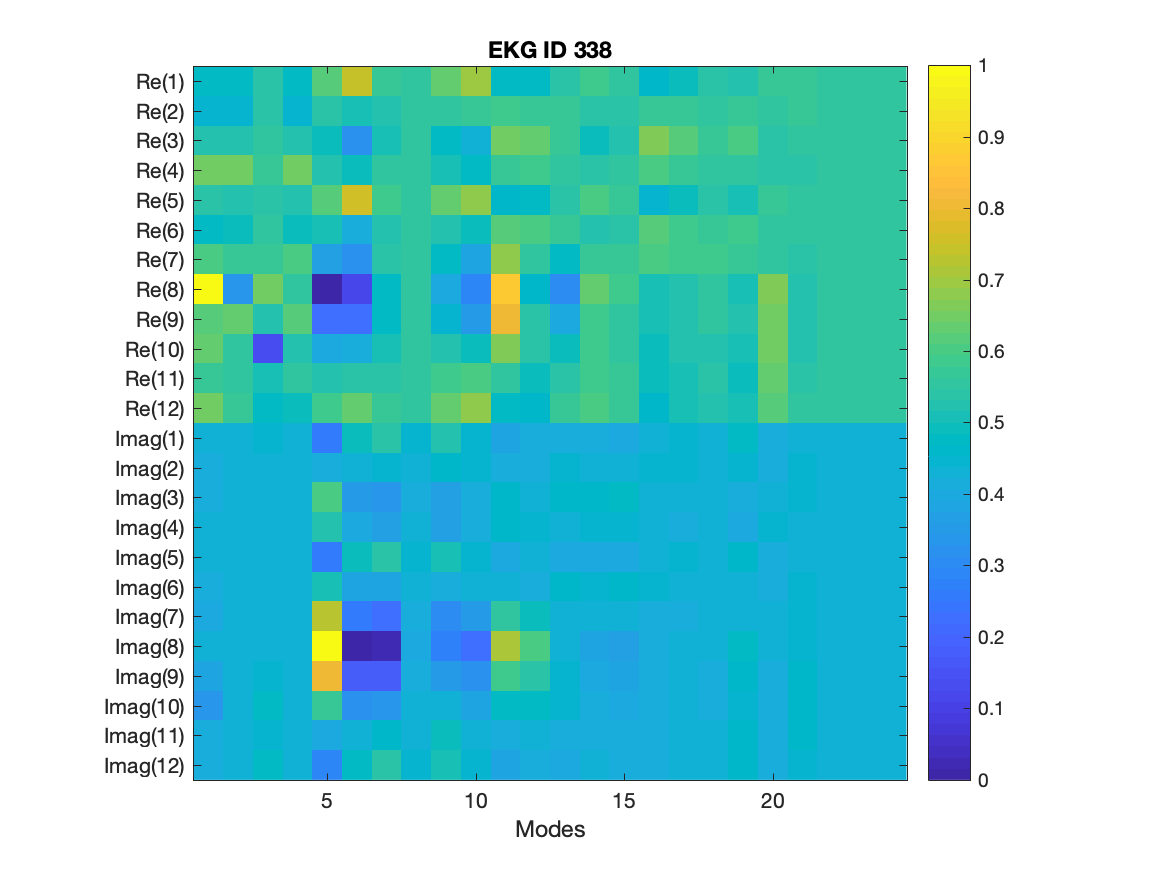 EKG ID 338
Re(1)
Re(2)
Re(3)
Re(4)
Re(5)
Re(6)
Re(7)
Re(8)
Re(9)
Re(10)
Re(11)
Re(12)
Imag(1)
Imag(2)
Imag(3)
Imag(4)
Imag(5)
Imag(6)
Imag(7)
Imag(8)
Imag(9)
Imag(10)
Imag(11)
Imag(12)
5 10 15 20
Modes
1
0.9
0.8
0.7
0.6
0.5
0.4
0.3
0.2
0.1
0